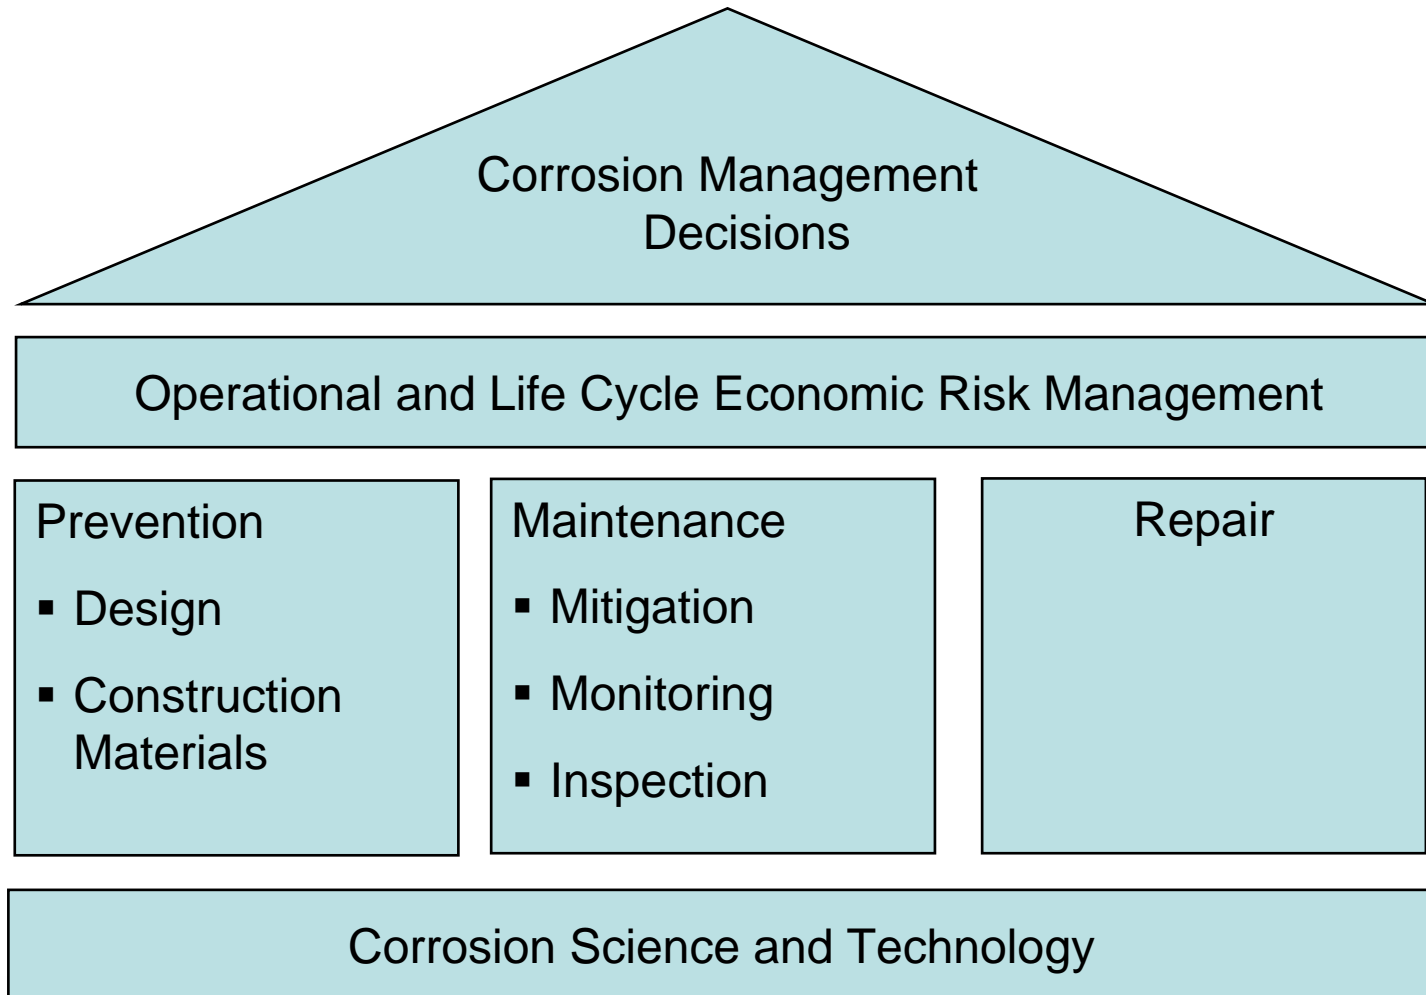 Corrosion Management
Decisions
Operational and Life Cycle Economic Risk Management
Prevention
▪ Design
▪ Construction
Materials
Maintenance
▪ Mitigation
▪ Monitoring
▪ Inspection
Repair
Corrosion Science and Technology